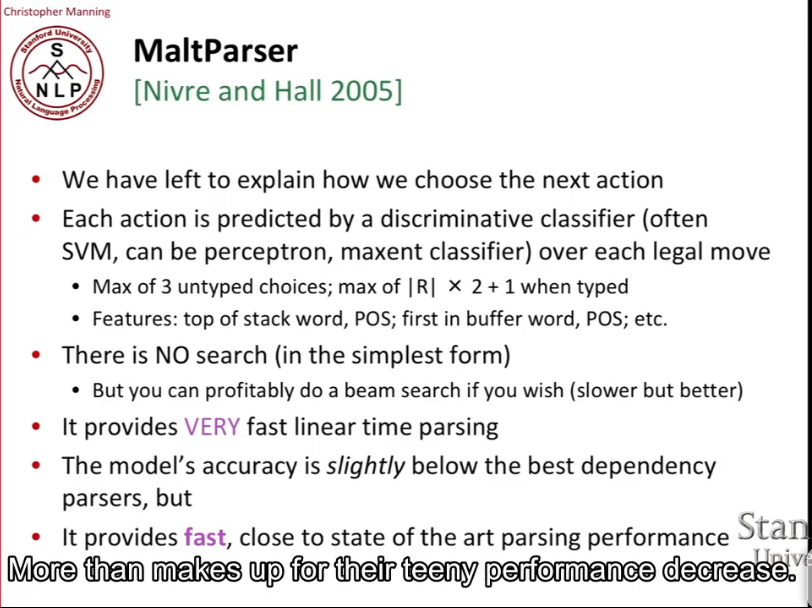 Christopher Manning
Stanford University
S
N L P
Natural Language Processing
MaltParser
[Nivre and Hall 2005]
• We have left to explain how we choose the next action
• Each action is predicted by a discriminative classifier (often
SVM, can be perceptron, maxent classifier) over each legal move
• Max of 3 untyped choices; max of |R| × 2 + 1 when typed
• Features: top of stack word, POS; first in buffer word, POS; etc.
• There is NO search (in the simplest form)
• But you can profitably do a beam search if you wish (slower but better)
• It provides VERY fast linear time parsing
• The model’s accuracy is slightly below the best dependency
parsers, but
• It provides fast, close to state of the art parsing performance
Stan
Unive
More than makes up for their teeny performance decrease.